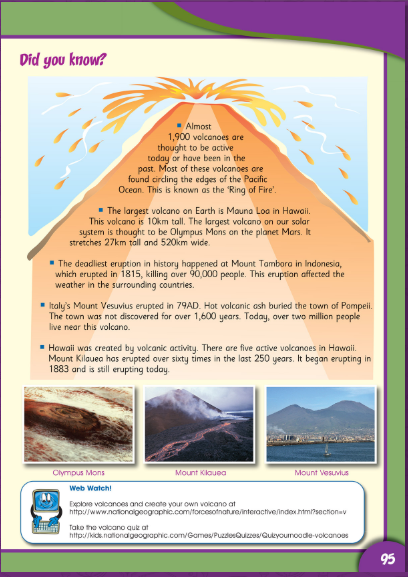 Did you know?
Almost
1,900 volcanoes are
thought to be active
today or have been in the
past. Most of these volcanoes are
found circling the edges of the Pacific
Ocean. This is known as the 'Ring of Fire'.
The largest volcano on Earth is Mauna Loa in Hawaii.
This volcano is 10km tall. The largest volcano on our solar
system is thought to be Olympus Mons on the planet Mars. It
stretches 27km tall and 520km wide.
The deadliest eruption in history happened at Mount Tambora in Indonesia,
which erupted in 1815, killing over 90,000 people. This eruption affected the
weather in the surrounding countries.
Italy's Mount Vesuvius erupted in 79AD. Hot volcanic ash buried the town of Pompeii.
The town was not discovered for over 1,600 years. Today, over two million people
live near this volcano.
Hawaii was created by volcanic activity. There are five active volcanoes in Hawaii.
Mount Kilauea has erupted over sixty times in the last 250 years. It began erupting in
1883 and is still erupting today.
Olympus Mons
Mount Kilauea
Mount Vesuvius
Web Watch!
Explore volcanoes and create your own volcano at
http://www.nationalgeographic.com/forcesofnature/interactive/index.html?section=v
Take the volcano quiz at
http://kids.nationalgeographic.com/Games/PuzzlesQuizzes/Quizyournoodle-volcanoes
95